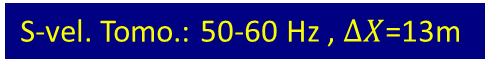 S-vel. Tomo.: 50-60 Hz , ΔX=13m